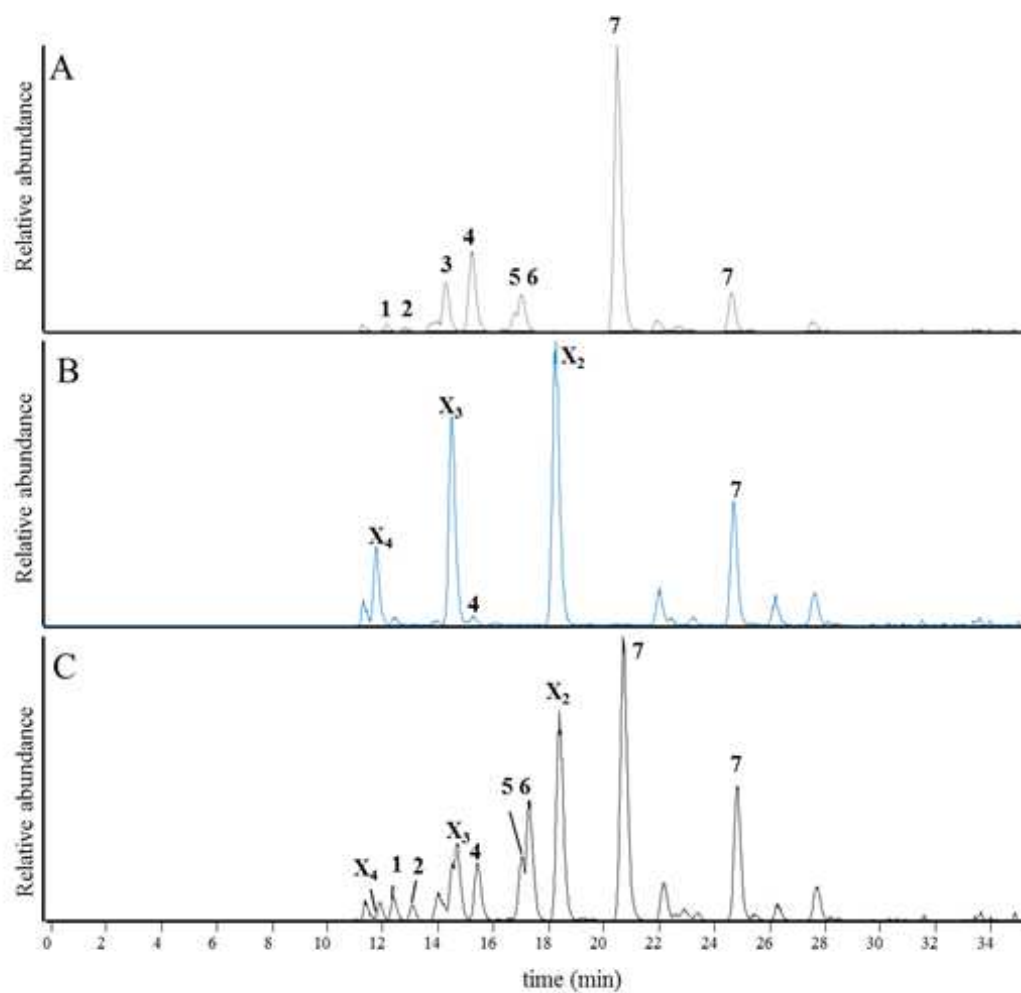 7
A
Relative abundance
4
3
5 6
7
1 2
B
X₂
X₃
Relative abundance
7
X₄
4
C
7
X₂
Relative abundance
7
5 6
X₃
4
X₄ 1 2
0 2 4 6 8 10 12 14 16 18 20 22 24 26 28 30 32 34
time (min)